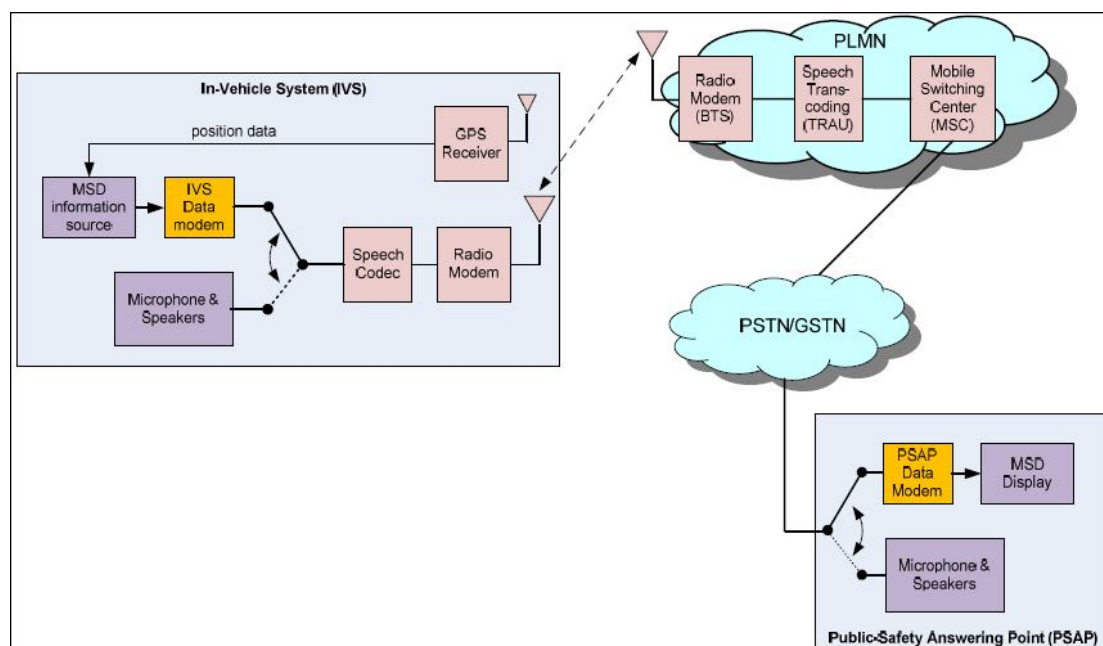 In-Vehicle System (IVS)
position data
GPS
Receiver
MSD
information
source
IVS
Data
modem
Speech
Codec
Radio
Modem
Microphone &
Speakers
PLMN
Radio
Modem
(BTS)
Speech
Trans-
coding
(TRAU)
Mobile
Switching
Center
(MSC)
PSTN/GSTN
PSAP
Data
Modem
MSD
Display
Microphone &
Speakers
Public-Safety Answering Point (PSAP)